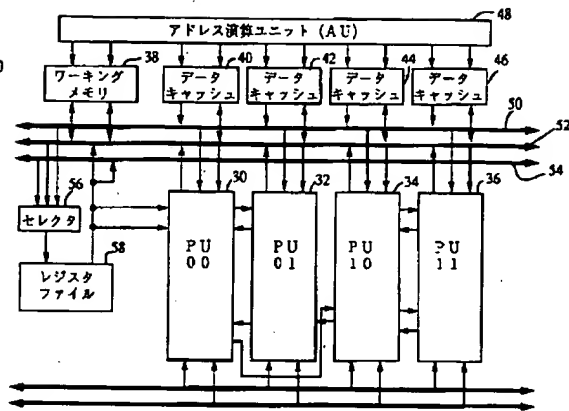 アドレス演算ユニット(AU)
48
38
40
42
44
46
ワーキング
メモリ
データ
キャッシュ
データ
キャッシュ
データ
キャッシュ
データ
キャッシュ
50
52
54
56
30
32
34
36
セレクタ
58
レジスタ
ファイル
PU
00
PU
01
PU
10
PU
11